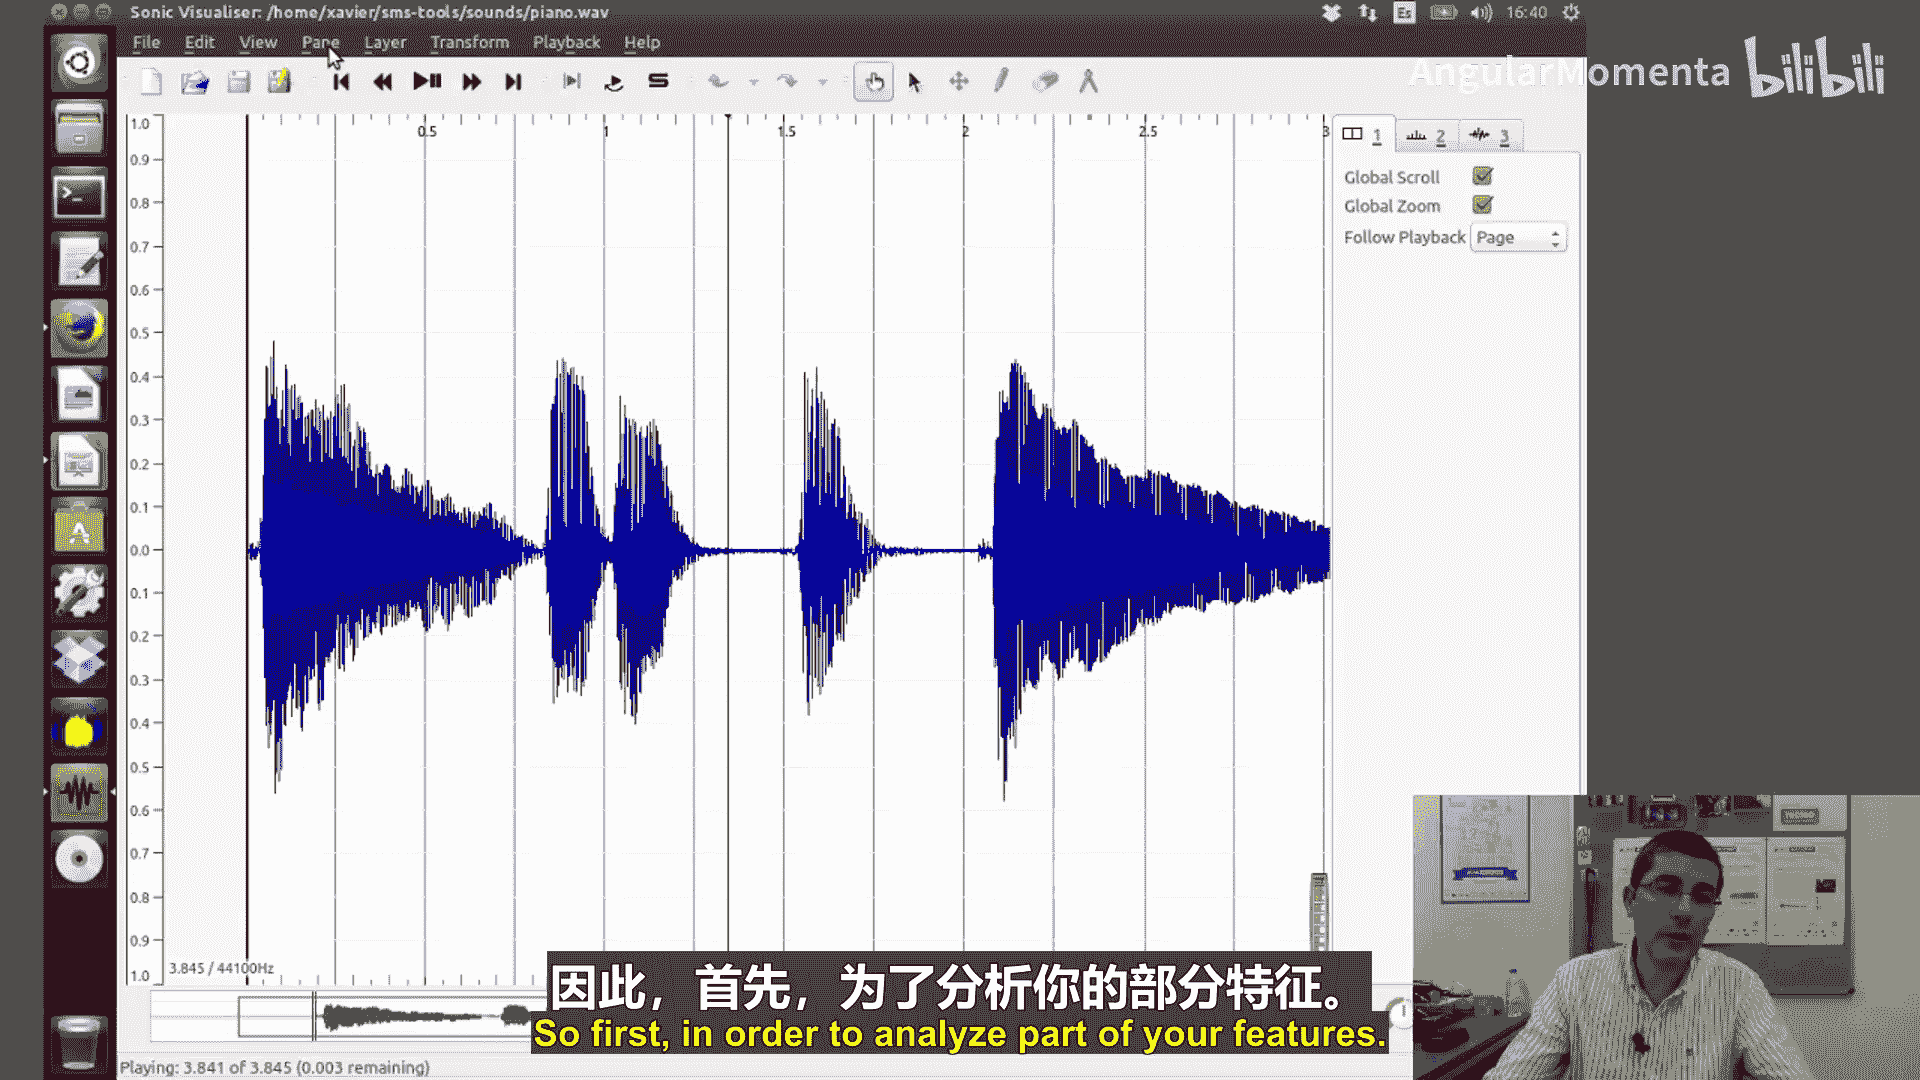 Sonic Visualiser: /home/xavier/sms-tools/sounds/piano.wav
Es
16:40
File Edit View Pane Layer Transform Playback Help
AngularMomenta bilibili
1.0
0.9
0.8
0.7
0.6
0.5
0.4
0.3
0.2
0.1
0.0
0.1
0.2
0.3
0.4
0.5
0.6
0.7
0.8
0.9
1.0
0.5 1 1.5 2 2.5 3
1 2 3
Global Scroll
Global Zoom
Follow Playback Page
3.845 / 44100Hz
因此，首先，为了分析你的部分特征。
So first, in order to analyze part of your features.
Playing: 3.841 of 3.845 (0.003 remaining)